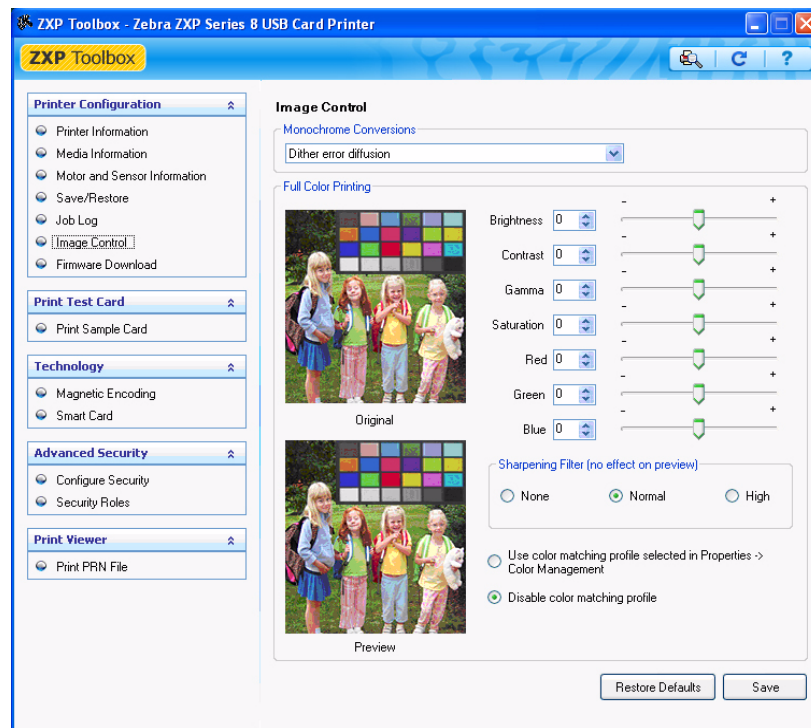 ZXP Toolbox - Zebra ZXP Series 8 USB Card Printer
ZXP Toolbox
?
Printer Configuration
Printer Information
Media Information
Motor and Sensor Information
Save/Restore
Job Log
Image Control
Firmware Download
Print Test Card
Print Sample Card
Technology
Magnetic Encoding
Smart Card
Advanced Security
Configure Security
Security Roles
Print Viewer
Print PRN File
Image Control
Monochrome Conversions
Dither error diffusion
Full Color Printing
Original
Preview
- +
Brightness 0
- +
Contrast 0
- +
Gamma 0
- +
Saturation 0
- +
Red 0
- +
Green 0
- +
Blue 0
Sharpening Filter (no effect on preview)
None Normal High
Use color matching profile selected in Properties ->
Color Management
Disable color matching profile
Restore Defaults Save